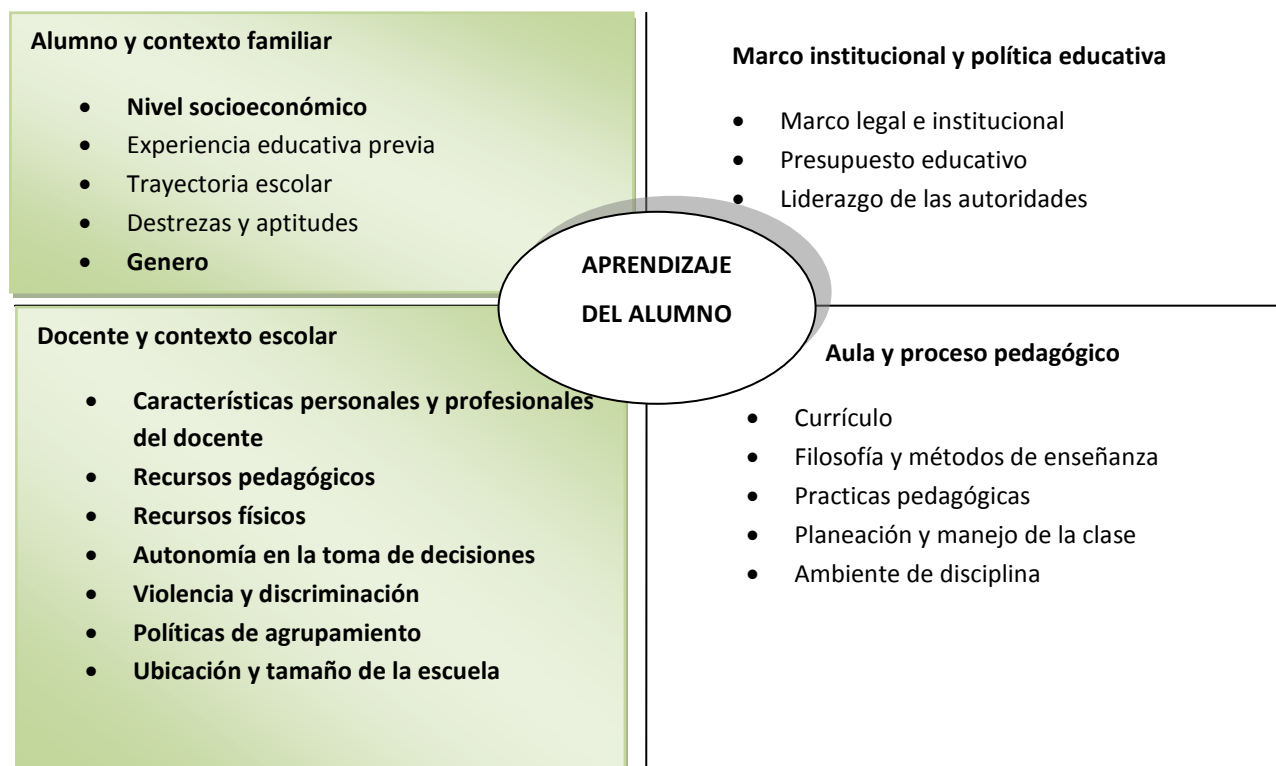 Alumno y contexto familiar
• Nivel socioeconómico
• Experiencia educativa previa
• Trayectoria escolar
• Destrezas y aptitudes
• Genero
Marco institucional y política educativa
• Marco legal e institucional
• Presupuesto educativo
• Liderazgo de las autoridades
APRENDIZAJE
DEL ALUMNO
Docente y contexto escolar
• Características personales y profesionales
del docente
• Recursos pedagógicos
• Recursos físicos
• Autonomía en la toma de decisiones
• Violencia y discriminación
• Políticas de agrupamiento
• Ubicación y tamaño de la escuela
Aula y proceso pedagógico
• Currículo
• Filosofía y métodos de enseñanza
• Practicas pedagógicas
• Planeación y manejo de la clase
• Ambiente de disciplina